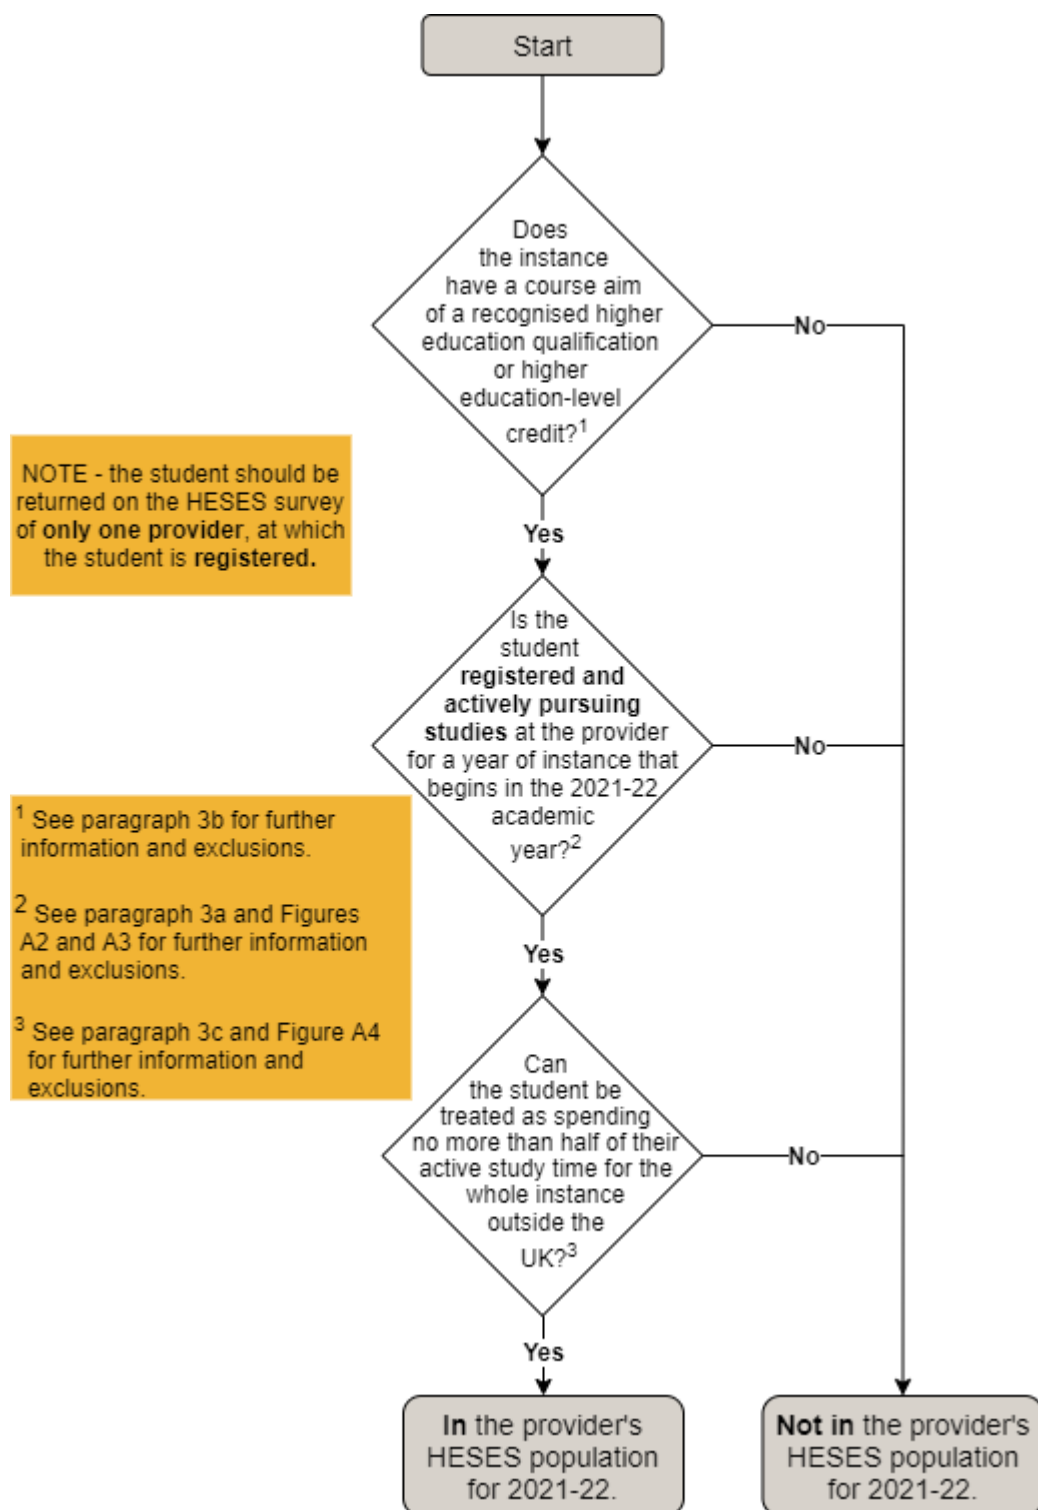 Start
Does
the instance
have a course aim
of a recognised higher
education qualification
or higher
education-level
credit?1
No
NOTE - the student should be
returned on the HESES survey
of only one provider, at which
the student is registered.
Yes
Is the
student
registered and
actively pursuing
studies at the provider
for a year of instance that
begins in the 2021-22
academic
year?2
No
1 See paragraph 3b for further
information and exclusions.
2 See paragraph 3a and Figures
A2 and A3 for further information
and exclusions.
3 See paragraph 3c and Figure A4
for further information and
exclusions.
Yes
Can
the student be
treated as spending
no more than half of their
active study time for the
whole instance
outside the
UK?3
No
Yes
In the provider's
HESES population
for 2021-22.
Not in the provider's
HESES population
for 2021-22.